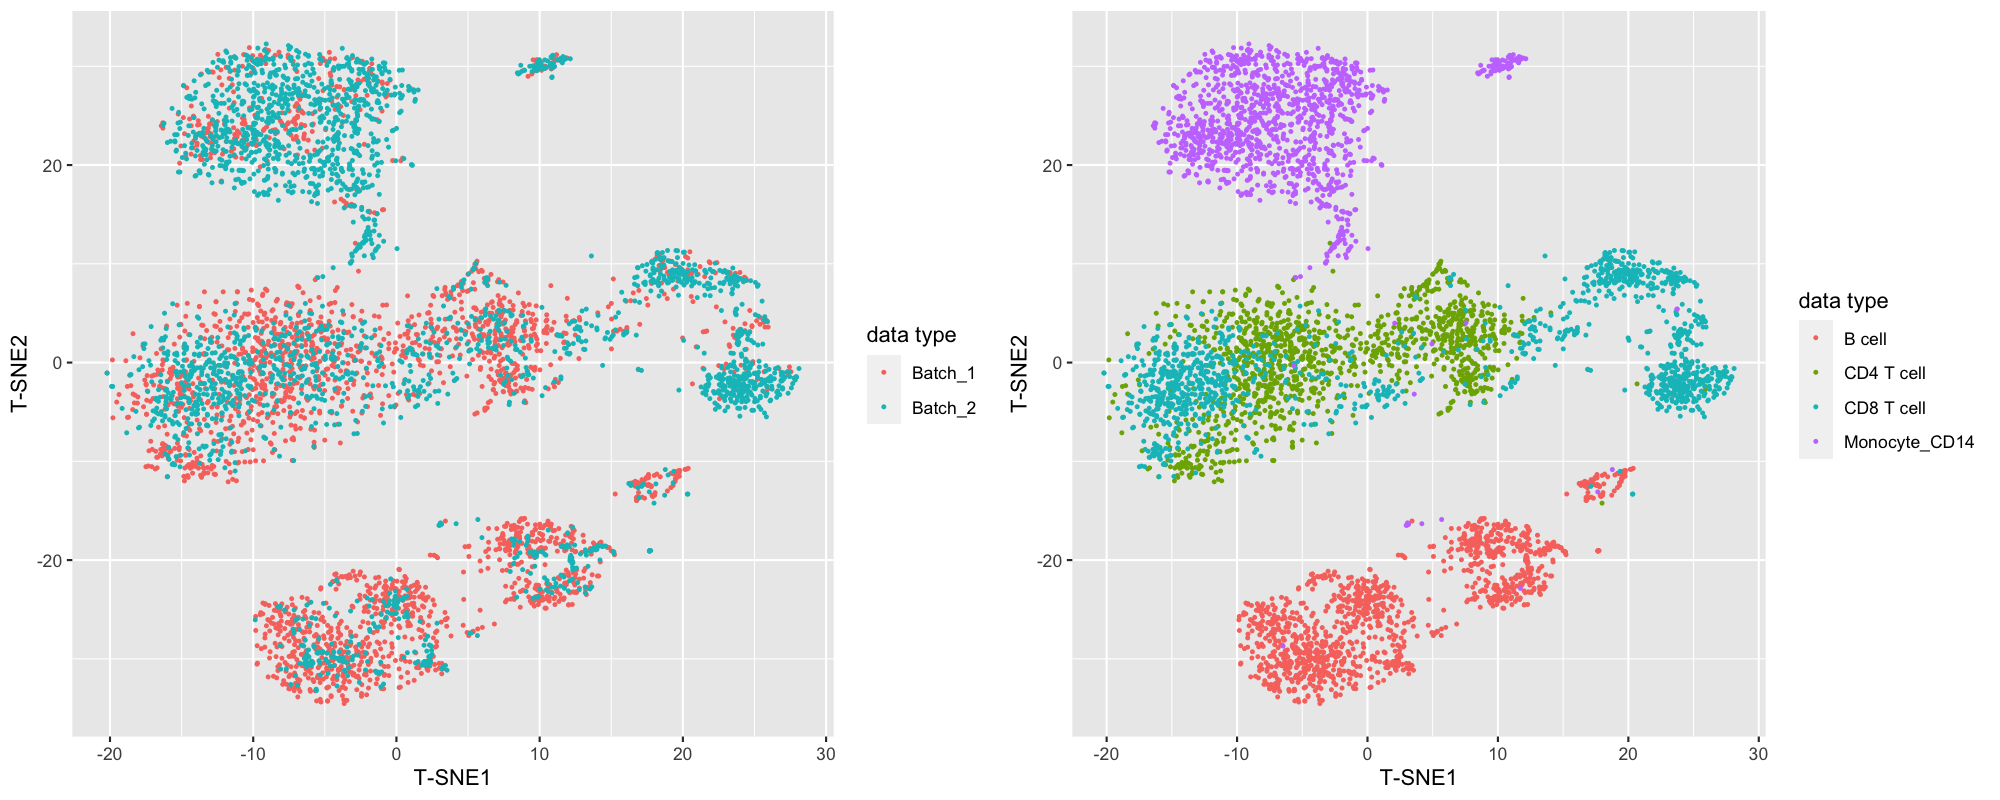 20
0
-20
-20
-10
0
10
20
30
T-SNE1
T-SNE2
data type
Batch_1
Batch_2
20
0
-20
-20
-10
0
10
20
30
T-SNE1
T-SNE2
data type
B cell
CD4 T cell
CD8 T cell
Monocyte_CD14